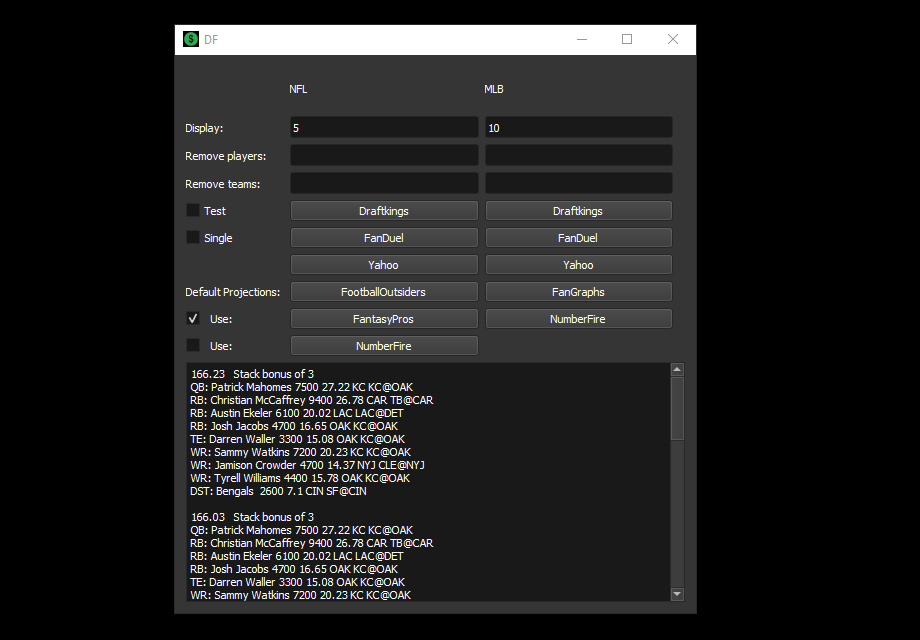 DF
NFL MLB
Display: 5 10
Remove players:
Remove teams:
Test Draftkings Draftkings
Single FanDuel FanDuel
Yahoo Yahoo
Default Projections: FootballOutsiders FanGraphs
Use: FantasyPros NumberFire
Use: NumberFire
166.23 Stack bonus of 3
QB: Patrick Mahomes 7500 27.22 KC KC@OAK
RB: Christian McCaffrey 9400 26.78 CAR TB@CAR
RB: Austin Ekeler 6100 20.02 LAC LAC@DET
RB: Josh Jacobs 4700 16.65 OAK KC@OAK
TE: Darren Waller 3300 15.08 OAK KC@OAK
WR: Sammy Watkins 7200 20.23 KC KC@OAK
WR: Jamison Crowder 4700 14.37 NYJ CLE@NYJ
WR: Tyrell Williams 4400 15.78 OAK KC@OAK
DST: Bengals 2600 7.1 CIN SF@CIN
166.03 Stack bonus of 3
QB: Patrick Mahomes 7500 27.22 KC KC@OAK
RB: Christian McCaffrey 9400 26.78 CAR TB@CAR
RB: Austin Ekeler 6100 20.02 LAC LAC@DET
RB: Josh Jacobs 4700 16.65 OAK KC@OAK
TE: Darren Waller 3300 15.08 OAK KC@OAK
WR: Sammy Watkins 7200 20.23 KC KC@OAK